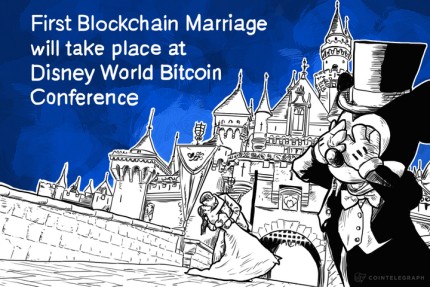 First Blockchain Marriage
will take place at
Disney World Bitcoin
Conference
COINTELEGRAPH